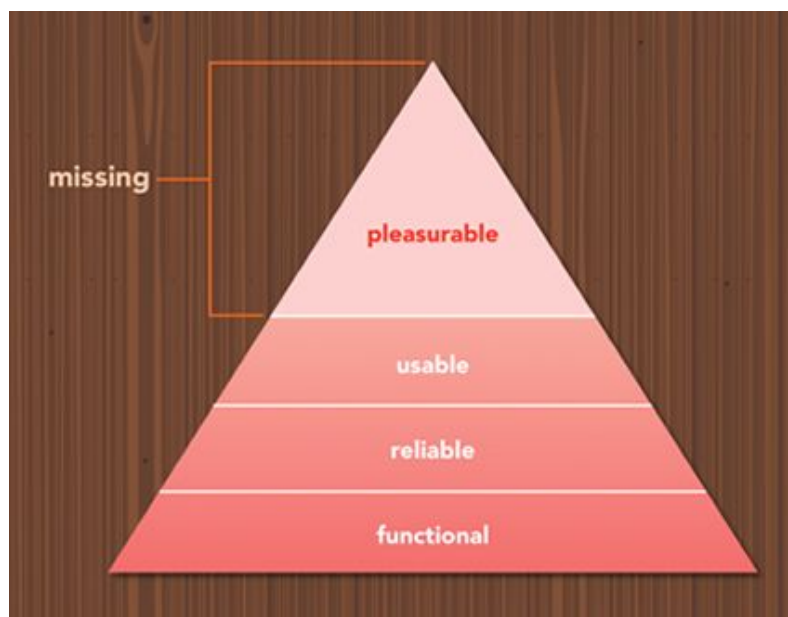 missing
pleasurable
usable
reliable
functional